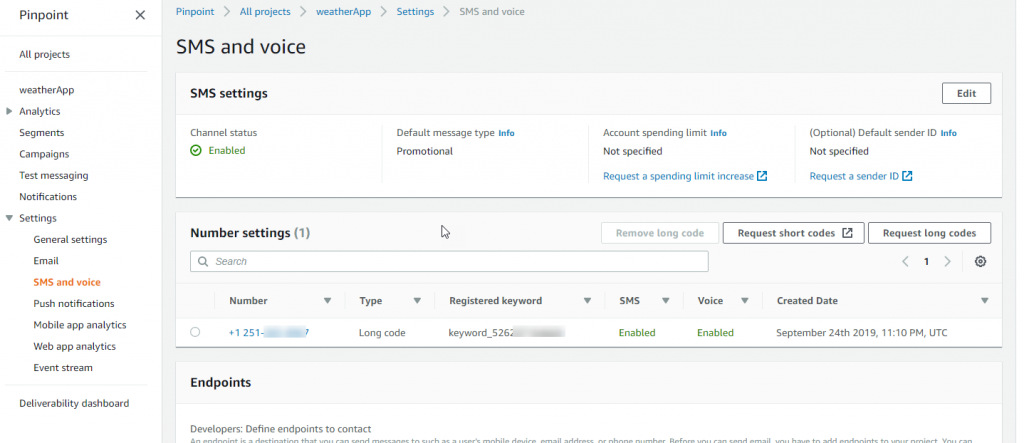 Pinpoint
All projects
weatherApp
Analytics
Segments
Campaigns
Test messaging
Notifications
Settings
General settings
Email
SMS and voice
Push notifications
Mobile app analytics
Web app analytics
Event stream
Deliverability dashboard
Pinpoint > All projects > weatherApp > Settings > SMS and voice
SMS and voice
SMS settings
Edit
Channel status
Enabled
Default message type Info
Promotional
Account spending limit Info
Not specified
Request a spending limit increase
(Optional) Default sender ID Info
Not specified
Request a sender ID
Number settings (1)
Remove long code
Request short codes
Request long codes
Search
1
Number Type Registered keyword SMS Voice Created Date
+1 251- 7 Long code keyword_5262 Enabled Enabled September 24th 2019, 11:10 PM, UTC
Endpoints
Developers: Define endpoints to contact
An endpoint is a destination that you can send messages to such as a user's mobile device, email address, or phone number. Before you can send email, you have to add endpoints to your project. You can